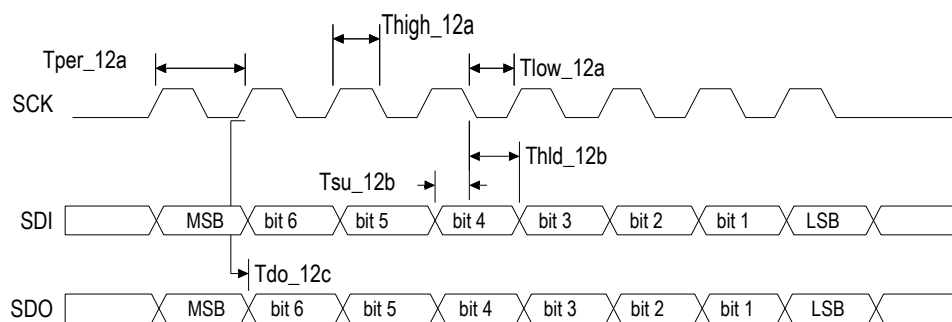 Thigh_12a
Tper_12a
Tlow_12a
SCK
Thld_12b
Tsu_12b
SDI MSB bit 6 bit 5 bit 4 bit 3 bit 2 bit 1 LSB
Tdo_12c
SDO MSB bit 6 bit 5 bit 4 bit 3 bit 2 bit 1 LSB